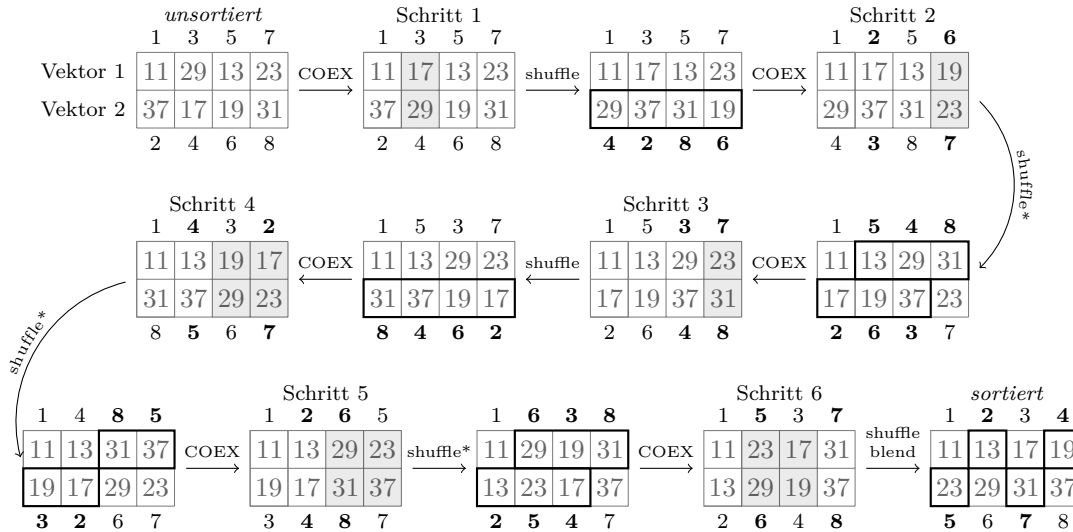 unsortiert Schritt 1 Schritt 2
1 3 5 7 1 3 5 7 1 3 5 7 1 2 5 6
Vektor 1 11 29 13 23 COEX 11 17 13 23 shuffle 11 17 13 23 COEX 11 17 13 19
Vektor 2 37 17 19 31 37 29 19 31 29 37 31 19 29 37 31 23
2 4 6 8 2 4 6 8 4 2 8 6 4 3 8 7
shuffle*
Schritt 4 Schritt 3
1 4 3 2 1 5 3 7 1 5 3 7 1 5 4 8
11 13 19 17 COEX 11 13 29 23 shuffle 11 13 29 23 COEX 11 13 29 31
31 37 29 23 31 37 19 17 17 19 37 31 17 19 37 23
8 5 6 7 8 4 6 2 2 6 4 8 2 6 3 7
shuffle*
Schritt 5 Schritt 6 sortiert
1 4 8 5 1 2 6 5 1 6 3 8 1 5 3 7 1 2 3 4
11 13 31 37 COEX 11 13 29 23 shuffle* 11 29 19 31 COEX 11 23 17 31 shuffle blend 11 13 17 19
19 17 29 23 19 17 31 37 13 23 17 37 13 29 19 37 23 29 31 37
3 2 6 7 3 4 8 7 2 5 4 7 2 6 4 8 5 6 7 8